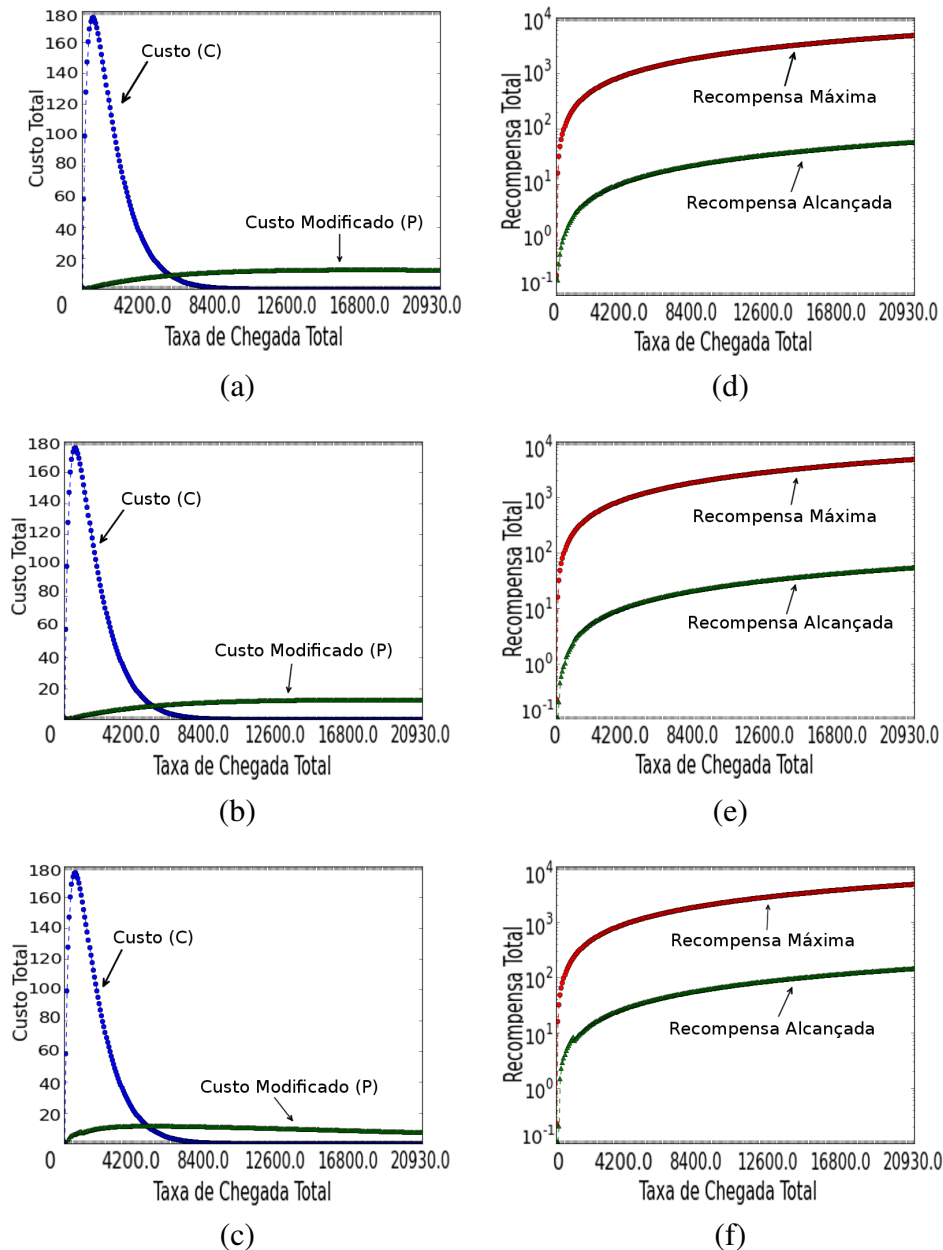 180
160
140
120
100
80
60
40
20
0
Custo Total
Custo (C)
Custo Modificado (P)
42000.0
8400.0
12600.0
16800.0
20930.0
Taxa de Chegada Total
(a)
10^4
10^3
10^2
10^1
10^0
10^-1
Recompensa Total
Recompensa Máxima
Recompensa Alcançada
0
42000.0
8400.0
12600.0
16800.0
20930.0
Taxa de Chegada Total
(d)
180
160
140
120
100
80
60
40
20
0
Custo Total
Custo (C)
Custo Modificado (P)
42000.0
8400.0
12600.0
16800.0
20930.0
Taxa de Chegada Total
(b)
10^4
10^3
10^2
10^1
10^0
10^-1
Recompensa Total
Recompensa Máxima
Recompensa Alcançada
0
42000.0
8400.0
12600.0
16800.0
20930.0
Taxa de Chegada Total
(e)
180
160
140
120
100
80
60
40
20
0
Custo Total
Custo (C)
Custo Modificado (P)
42000.0
8400.0
12600.0
16800.0
20930.0
Taxa de Chegada Total
(c)
10^4
10^3
10^2
10^1
10^0
10^-1
Recompensa Total
Recompensa Máxima
Recompensa Alcançada
0
42000.0
8400.0
12600.0
16800.0
20930.0
Taxa de Chegada Total
(f)